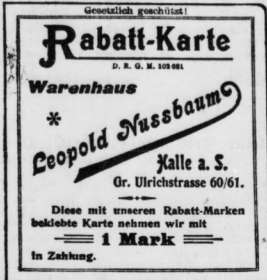 Gesetzlich geschützt!
Rabatt-Karte
D. R. G. M. 103681
Warenhaus
* Leopold Nussbaum
Halle a. S.
Gr. Ulrichstrasse 60/61.
Diese mit unseren Rabatt-Marken
beklebte Karte nehmen wir mit
1 Mark
in Zahlung.